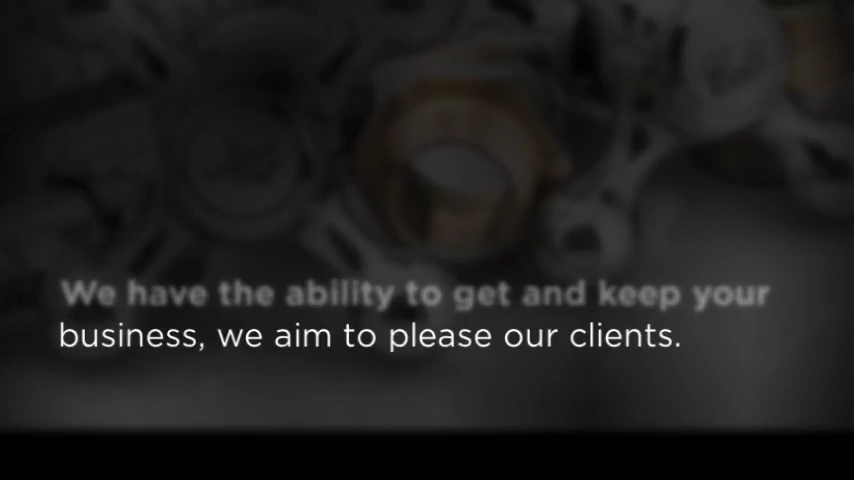 We have the ability to get and keep your
business, we aim to please our clients.